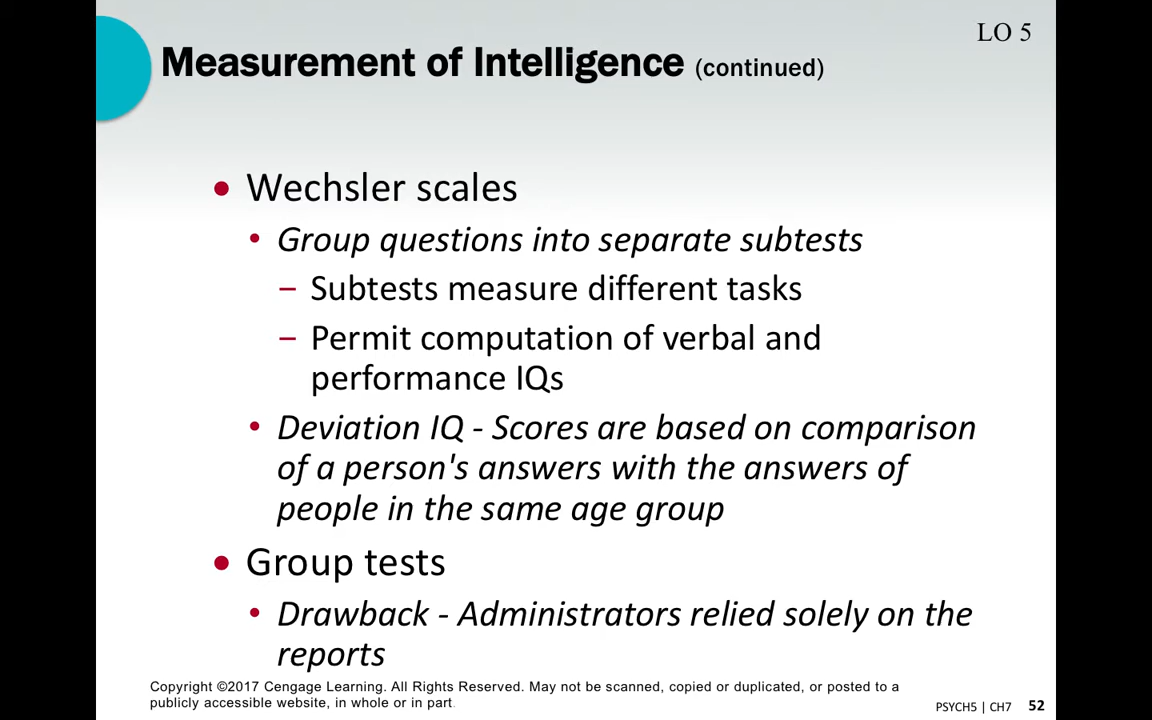 LO 5
Measurement of Intelligence (continued)
• Wechsler scales
• Group questions into separate subtests
– Subtests measure different tasks
– Permit computation of verbal and
performance IQs
• Deviation IQ - Scores are based on comparison
of a person's answers with the answers of
people in the same age group
• Group tests
• Drawback - Administrators relied solely on the
reports
Copyright ©2017 Cengage Learning. All Rights Reserved. May not be scanned, copied or duplicated, or posted to a
publicly accessible website, in whole or in part.
PSYCH5 | CH7 52